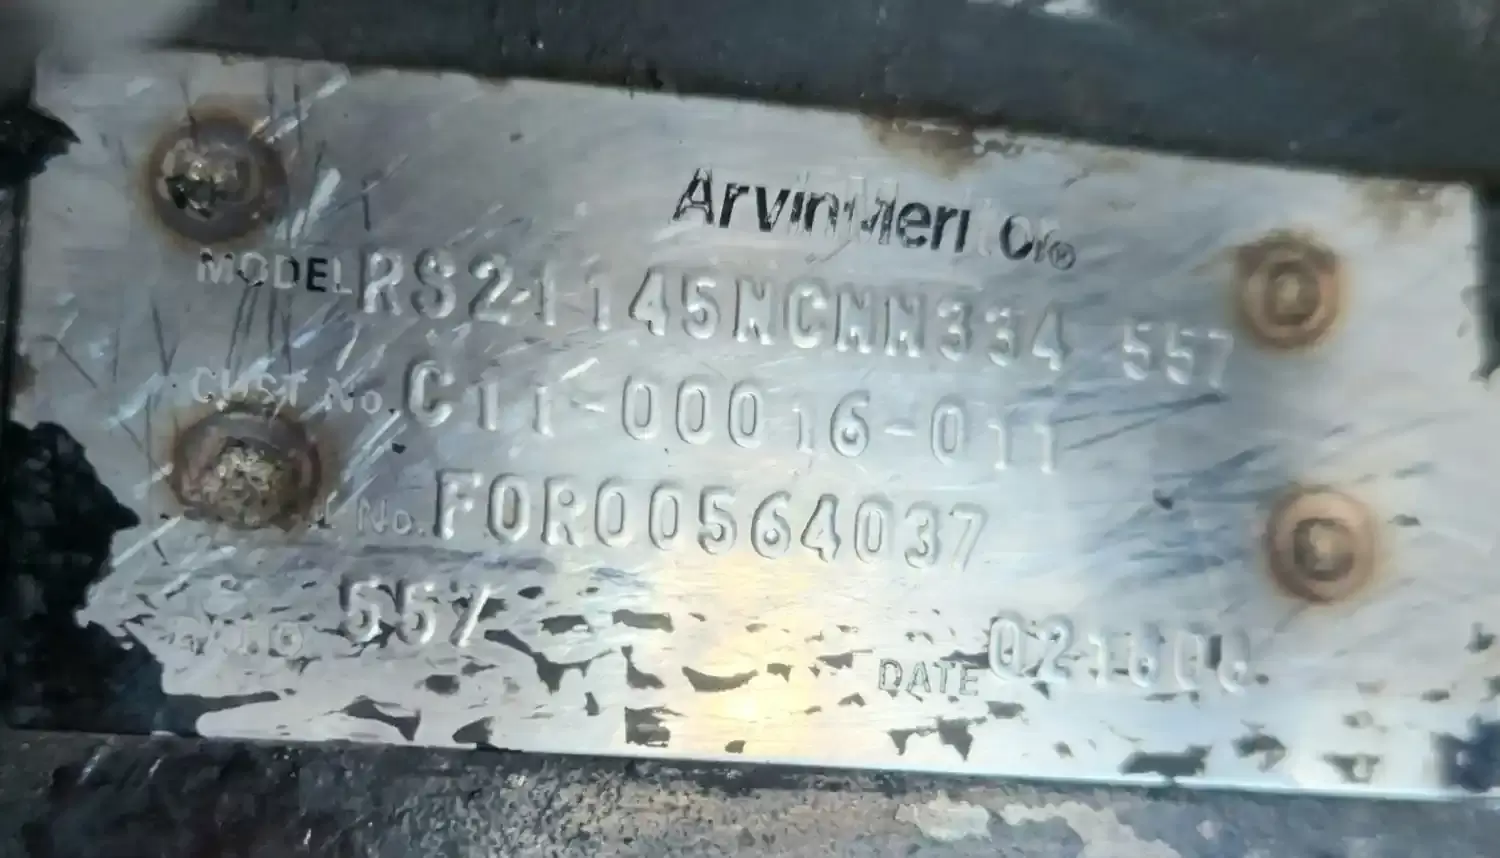 ArvinMeritor®
MODEL RS21145NCNN334 557
CUST No. C11-00016-011
No. FOR00564037
557
DATE